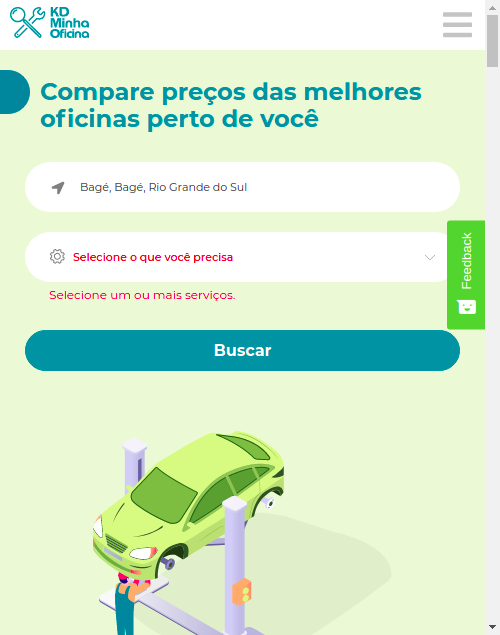 KD
Minha
Oficina
Compare preços das melhores
oficinas perto de você
Bagé, Bagé, Rio Grande do Sul
Selecione o que você precisa
Selecione um ou mais serviços.
Feedback
Buscar